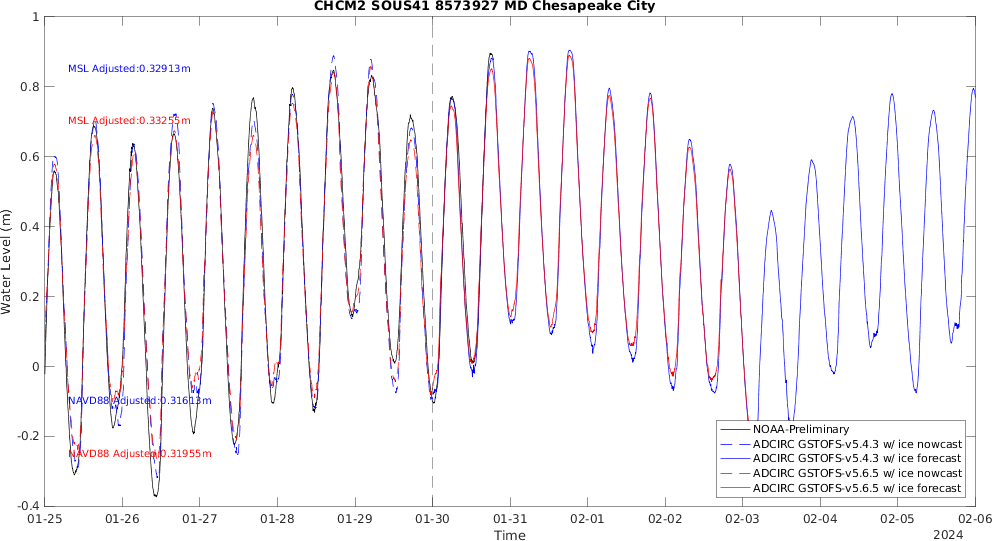 CHCM2 SOUS41 8573927 MD Chesapeake City
1
MSL Adjusted:0.32913m
0.8
MSL Adjusted:0.33255m
0.6
Water Level (m)
0.4
0.2
0
NAVD88 Adjusted:0.31613m
-0.2
NAVD88 Adjusted:0.31955m
-0.4
NOAA-Preliminary
ADCIRC GSTOFS-v5.4.3 w/ ice nowcast
ADCIRC GSTOFS-v5.4.3 w/ ice forecast
ADCIRC GSTOFS-v5.6.5 w/ ice nowcast
ADCIRC GSTOFS-v5.6.5 w/ ice forecast
01-25 01-26 01-27 01-28 01-29 01-30 01-31 02-01 02-02 02-03 02-04 02-05 02-06
Time
2024